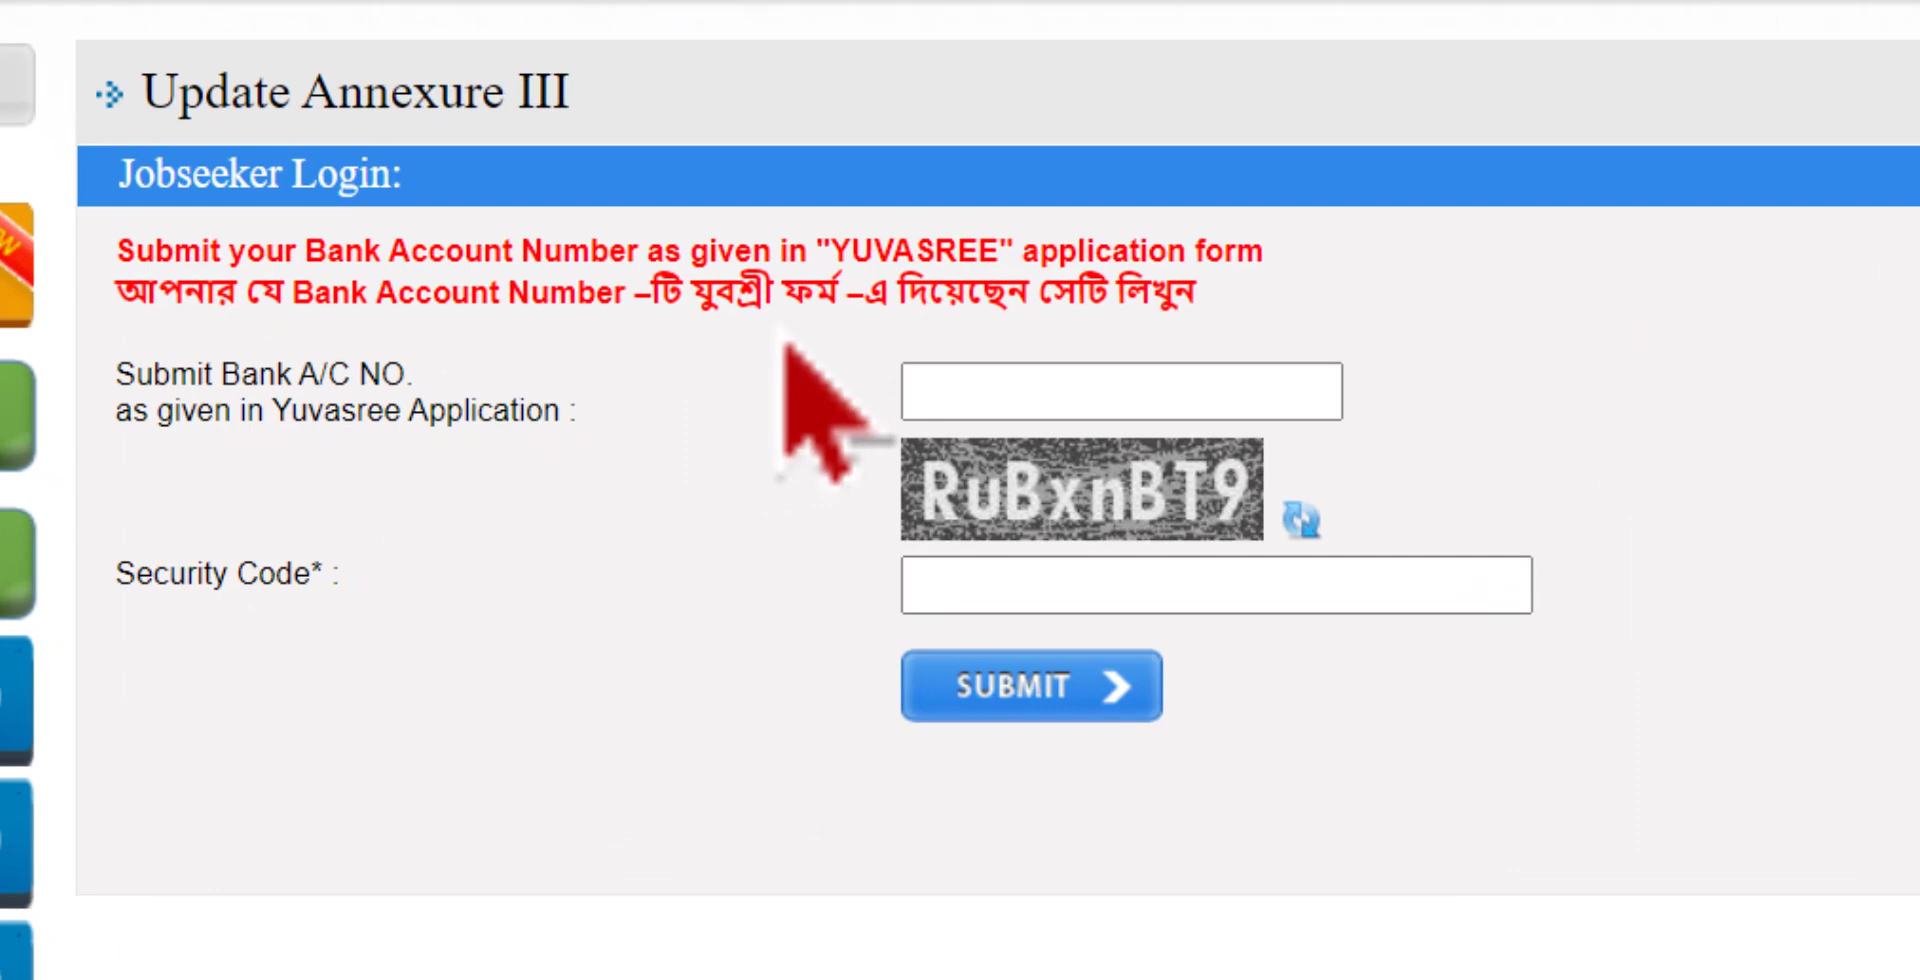 Update Annexure III
Jobseeker Login:
Submit your Bank Account Number as given in "YUVASREE" application form
আপনার যে Bank Account Number –টি যুবশ্রী ফর্ম –এ দিয়েছেন সেটি লিখুন
Submit Bank A/C NO.
as given in Yuvasree Application :
RuBxnBT9
Security Code* :
SUBMIT